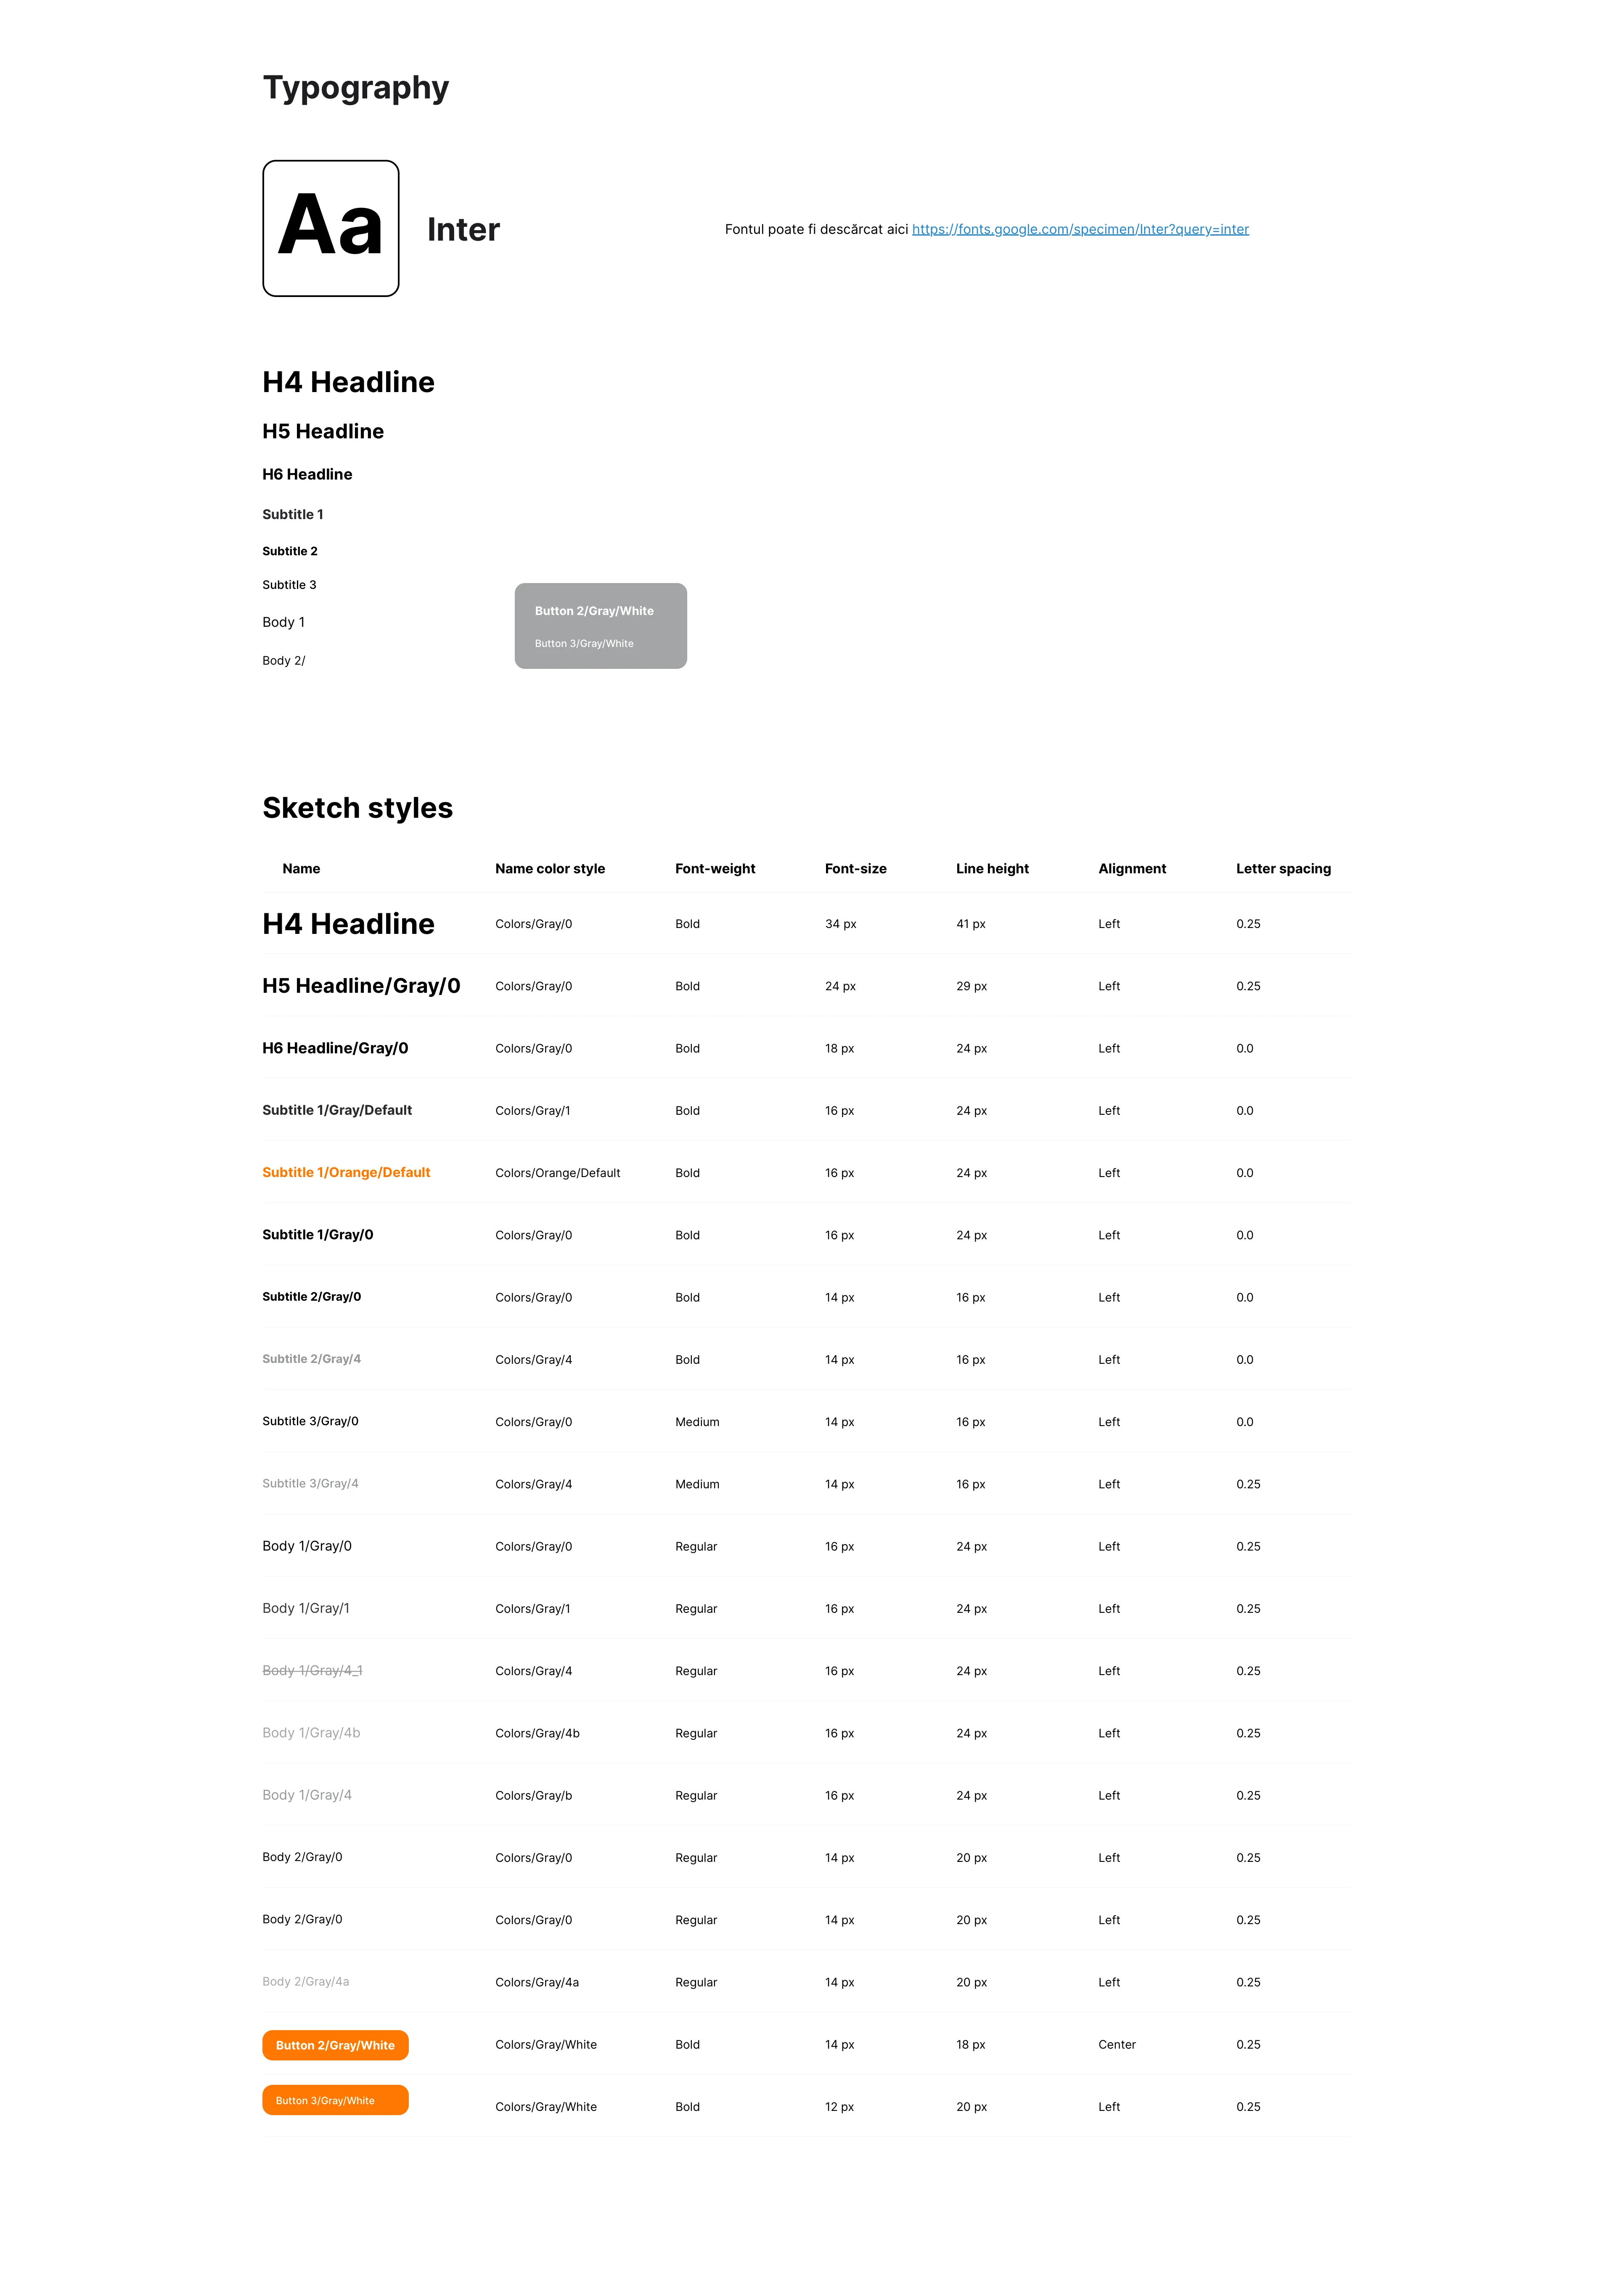 Typography
Aa
Inter
Fontul poate fi descărcat aici https://fonts.google.com/specimen/Inter?query=inter
H4 Headline
H5 Headline
H6 Headline
Subtitle 1
Subtitle 2
Subtitle 3
Body 1
Body 2/
Button 2/Gray/White
Button 3/Gray/White
Sketch styles
Name Name color style Font-weight Font-size Line height Alignment Letter spacing
H4 Headline Colors/Gray/0 Bold 34 px 41 px Left 0.25
H5 Headline/Gray/0 Colors/Gray/0 Bold 24 px 29 px Left 0.25
H6 Headline/Gray/0 Colors/Gray/0 Bold 18 px 24 px Left 0.0
Subtitle 1/Gray/Default Colors/Gray/1 Bold 16 px 24 px Left 0.0
Subtitle 1/Orange/Default Colors/Orange/Default Bold 16 px 24 px Left 0.0
Subtitle 1/Gray/0 Colors/Gray/0 Bold 16 px 24 px Left 0.0
Subtitle 2/Gray/0 Colors/Gray/0 Bold 14 px 16 px Left 0.0
Subtitle 2/Gray/4 Colors/Gray/4 Bold 14 px 16 px Left 0.0
Subtitle 3/Gray/0 Colors/Gray/0 Medium 14 px 16 px Left 0.0
Subtitle 3/Gray/4 Colors/Gray/4 Medium 14 px 16 px Left 0.25
Body 1/Gray/0 Colors/Gray/0 Regular 16 px 24 px Left 0.25
Body 1/Gray/1 Colors/Gray/1 Regular 16 px 24 px Left 0.25
Body 1/Gray/4_1 Colors/Gray/4 Regular 16 px 24 px Left 0.25
Body 1/Gray/4b Colors/Gray/4b Regular 16 px 24 px Left 0.25
Body 1/Gray/4 Colors/Gray/b Regular 16 px 24 px Left 0.25
Body 2/Gray/0 Colors/Gray/0 Regular 14 px 20 px Left 0.25
Body 2/Gray/0 Colors/Gray/0 Regular 14 px 20 px Left 0.25
Body 2/Gray/4a Colors/Gray/4a Regular 14 px 20 px Left 0.25
Button 2/Gray/White Colors/Gray/White Bold 14 px 18 px Center 0.25
Button 3/Gray/White Colors/Gray/White Bold 12 px 20 px Left 0.25